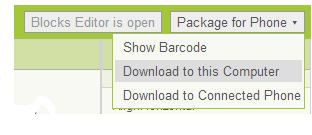 Blocks Editor is open
Package for Phone
Show Barcode
Download to this Computer
Download to Connected Phone